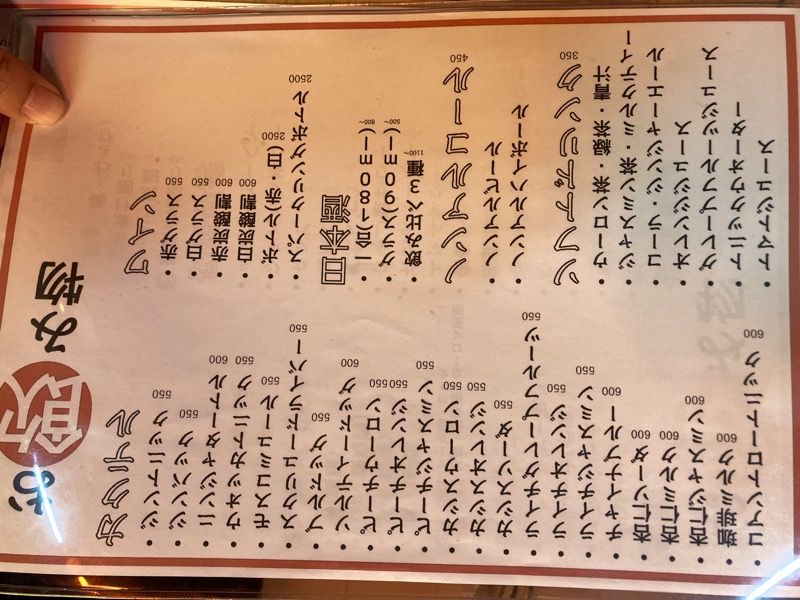 お飲み物
カクテル
・ジントニック 550
・ジンバック 550
・ニンジャタートル 600
・ウォッカトニック 550
・モスコミュール 550
・スクリュードライバー 550
・ブルドッグ 550
・ソルティードッグ 600
・ピーチウーロン 550
・ピーチオレンジ 550
・ピーチジャスミン 550
・カシスウーロン 550
・カシスオレンジ 550
・カシスソーダ 550
・ライチグレープフルーツ 550
・ライチオレンジ 550
・ライチジャスミン 550
・チャイナブルー 600
・杏仁ソーダ 600
・杏仁ミルク 600
・杏仁ジャスミン 600
・珈琲ミルク 600
・コアントロートニック 600
ワイン
・赤グラス 550
・白グラス 550
・赤炭酸割 600
・白炭酸割 600
・ボトル(赤・白) 2500
・スパークリングボトル 2500
日本酒
・一合(180ml) 800~
・グラス(90ml) 500~
・飲み比べ3種 1100~
ノンアルコール 450
・ノンアルビール
・ノンアルハイボール
ソフトドリンク 350
・ウーロン茶・緑茶・青汁
・ジャスミン茶・ミルクティー
・コーラ・ジンジャーエール
・オレンジジュース
・グレープフルーツジュース
・トニックウォーター
・トマトジュース